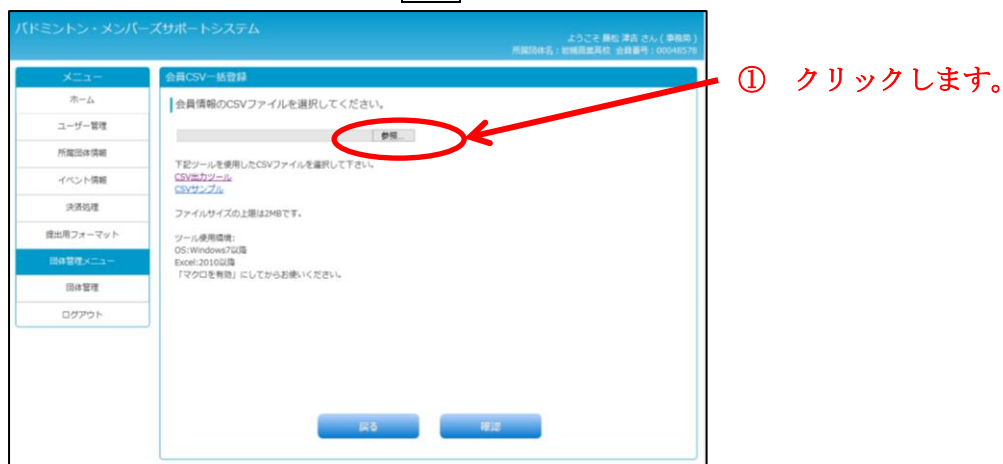 バドミントン・メンバーズサポートシステム
ようこそ 藤松 津吉 さん ( 事務局 )
会員番号 : 00048578
メニュー
ホーム
ユーザー管理
所属団体情報
イベント情報
決済処理
提出用フォーマット
団体管理メニュー
団体管理
ログアウト
会員CSV一括登録
会員情報のCSVファイルを選択してください。
参照...
下記ツールを使用したCSVファイルを選択して下さい。
CSV出力ツール
CSVサンプル
ファイルサイズの上限は2MBです。
ツール使用環境:
OS:Windows7以降
Excel:2010以降
「マクロを有効」にしてからお使いください。
戻る
確認
① クリックします。